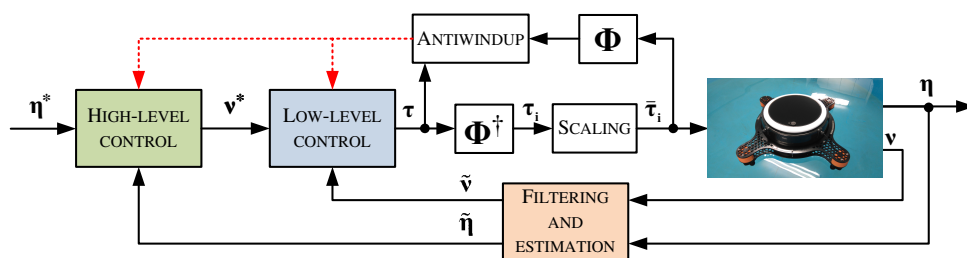 ANTIWINDUP
Φ
η*
HIGH-LEVEL
CONTROL
ν*
LOW-LEVEL
CONTROL
τ
Φ†
τᵢ
SCALING
τ̄ᵢ
η
ν
ν̃
η̃
FILTERING
AND
ESTIMATION